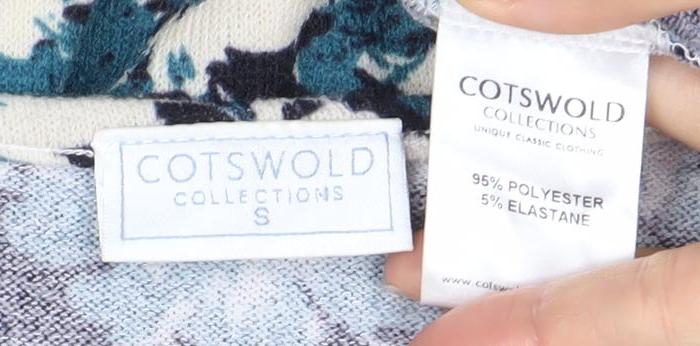 COTSWOLD
COLLECTIONS
S
COTSWOLD
COLLECTIONS
UNIQUE CLASSIC CLOTHING
95% POLYESTER
5% ELASTANE